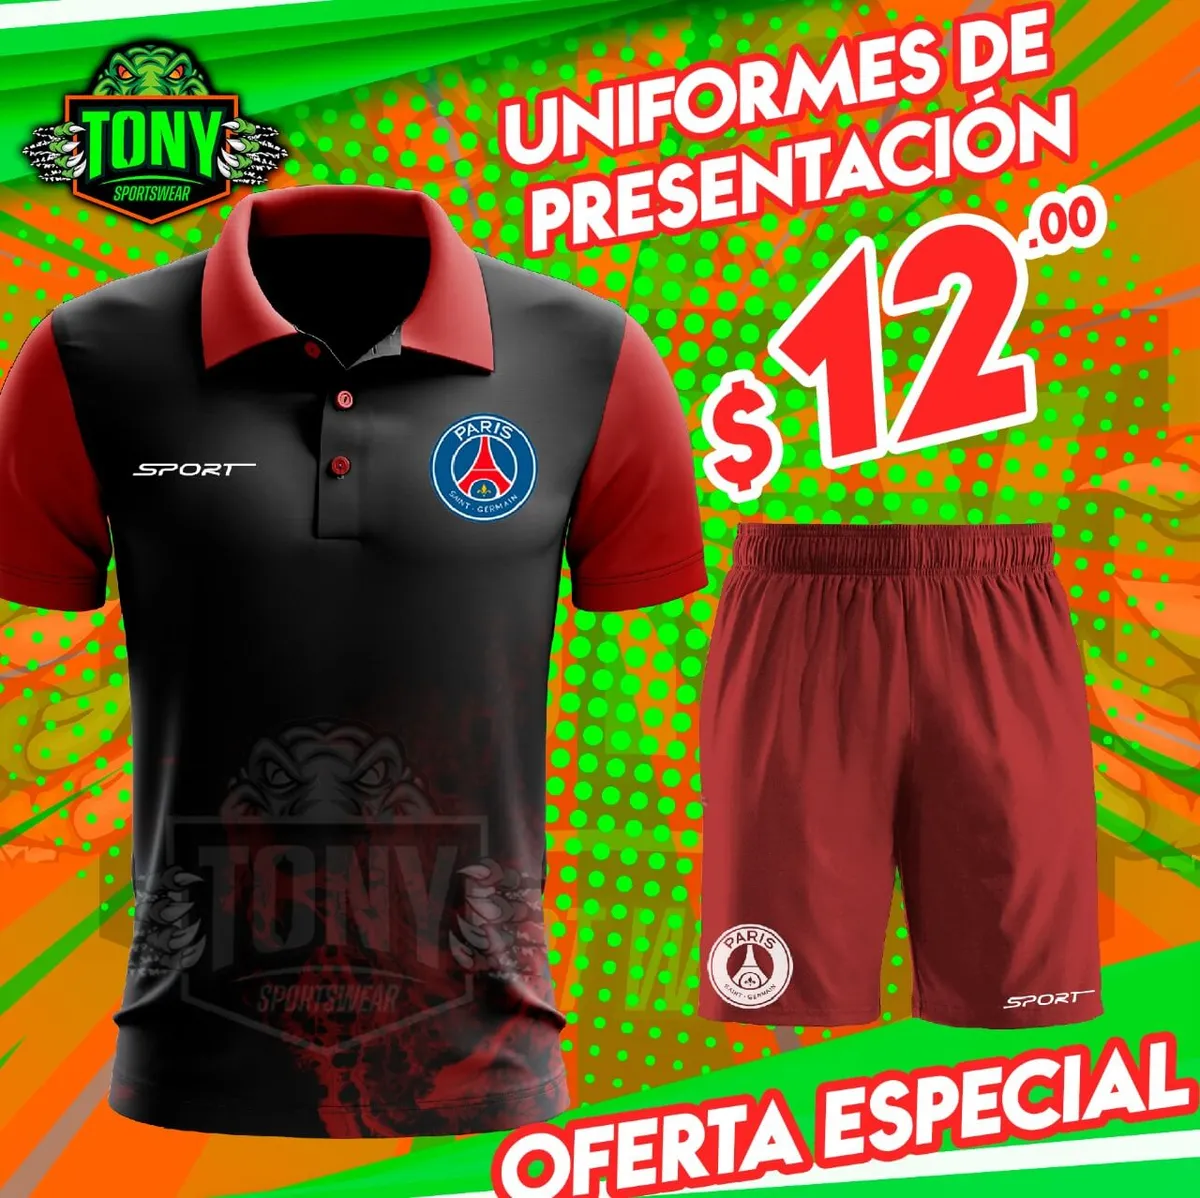 TONY
SPORTSWEAR
UNIFORMES DE
PRESENTACIÓN
$12.00
SPORT
PARIS
SAINT-GERMAIN
TONY
SPORTSWEAR
PARIS
SAINT-GERMAIN
SPORT
OFERTA ESPECIAL